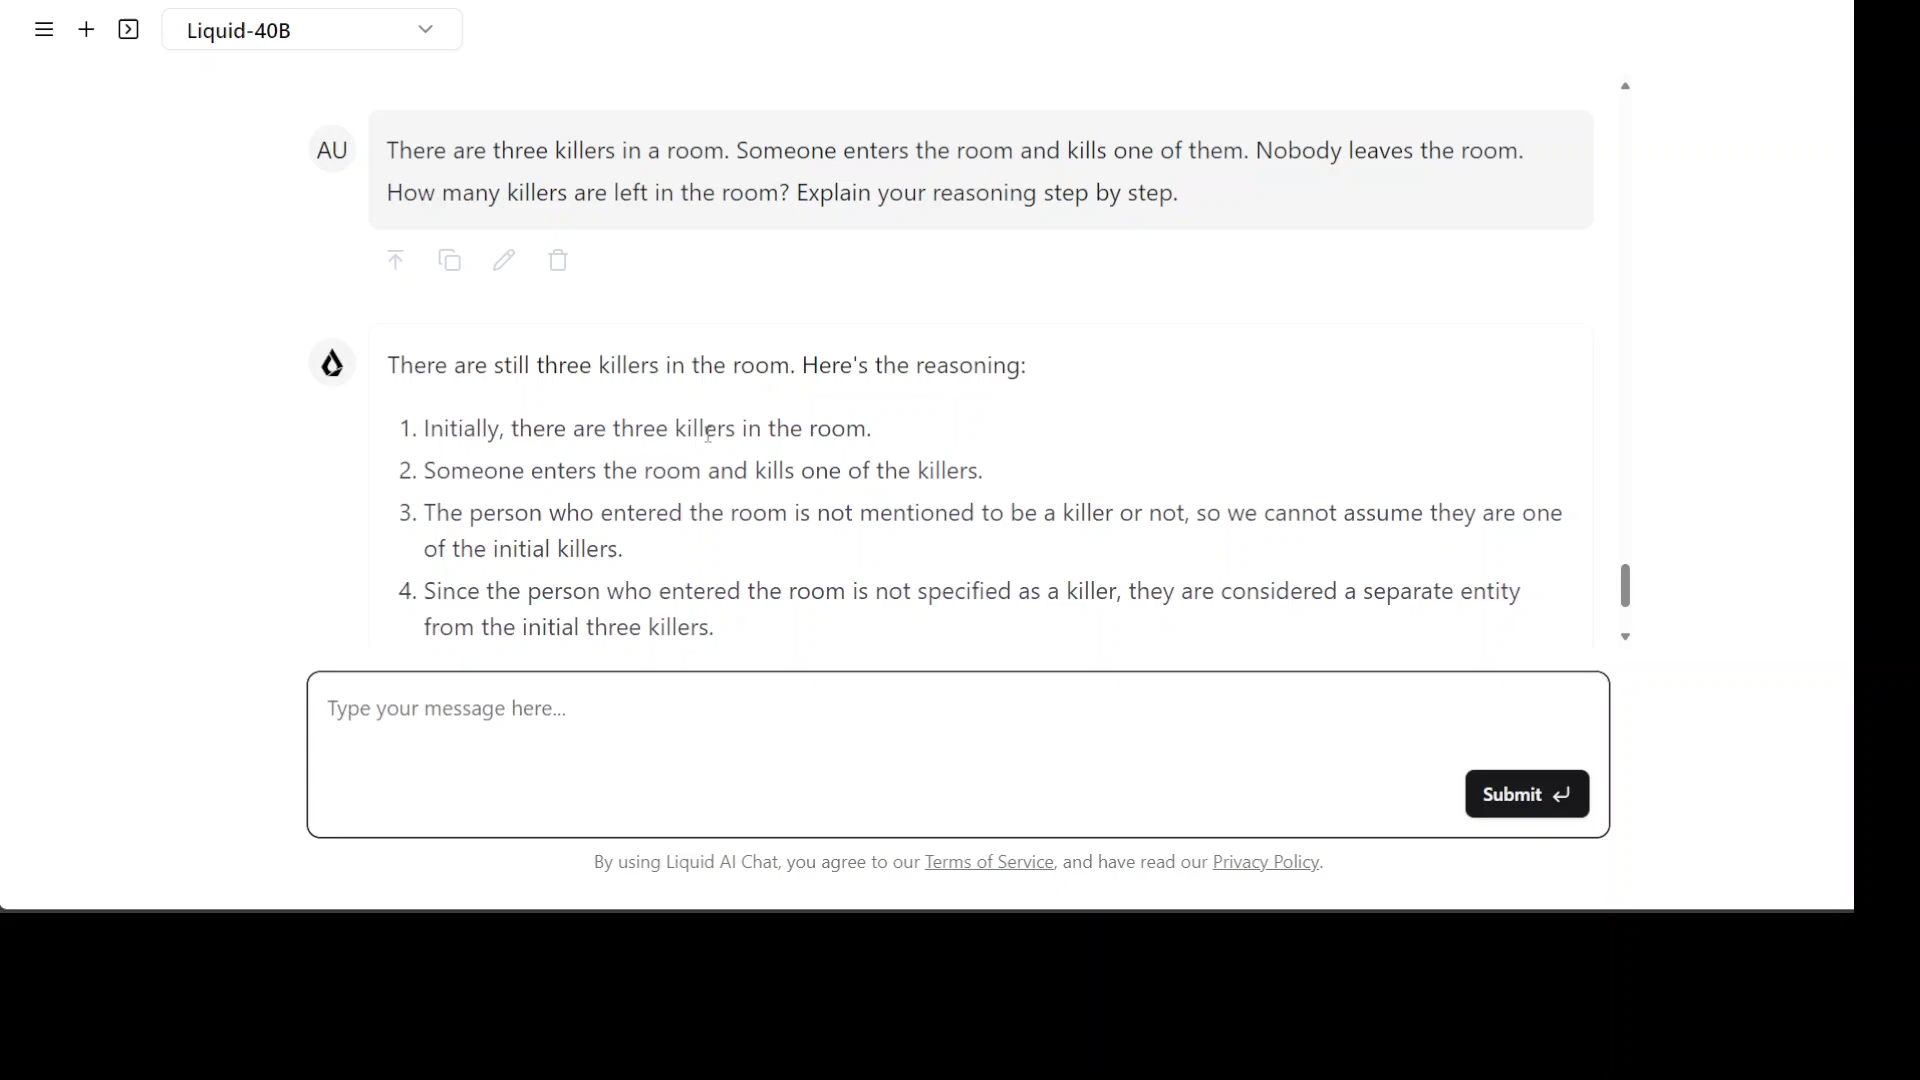 Liquid-40B
AU
There are three killers in a room. Someone enters the room and kills one of them. Nobody leaves the room.
How many killers are left in the room? Explain your reasoning step by step.
There are still three killers in the room. Here's the reasoning:
1. Initially, there are three killers in the room.
2. Someone enters the room and kills one of the killers.
3. The person who entered the room is not mentioned to be a killer or not, so we cannot assume they are one
of the initial killers.
4. Since the person who entered the room is not specified as a killer, they are considered a separate entity
from the initial three killers.
Type your message here...
Submit
By using Liquid AI Chat, you agree to our Terms of Service, and have read our Privacy Policy.